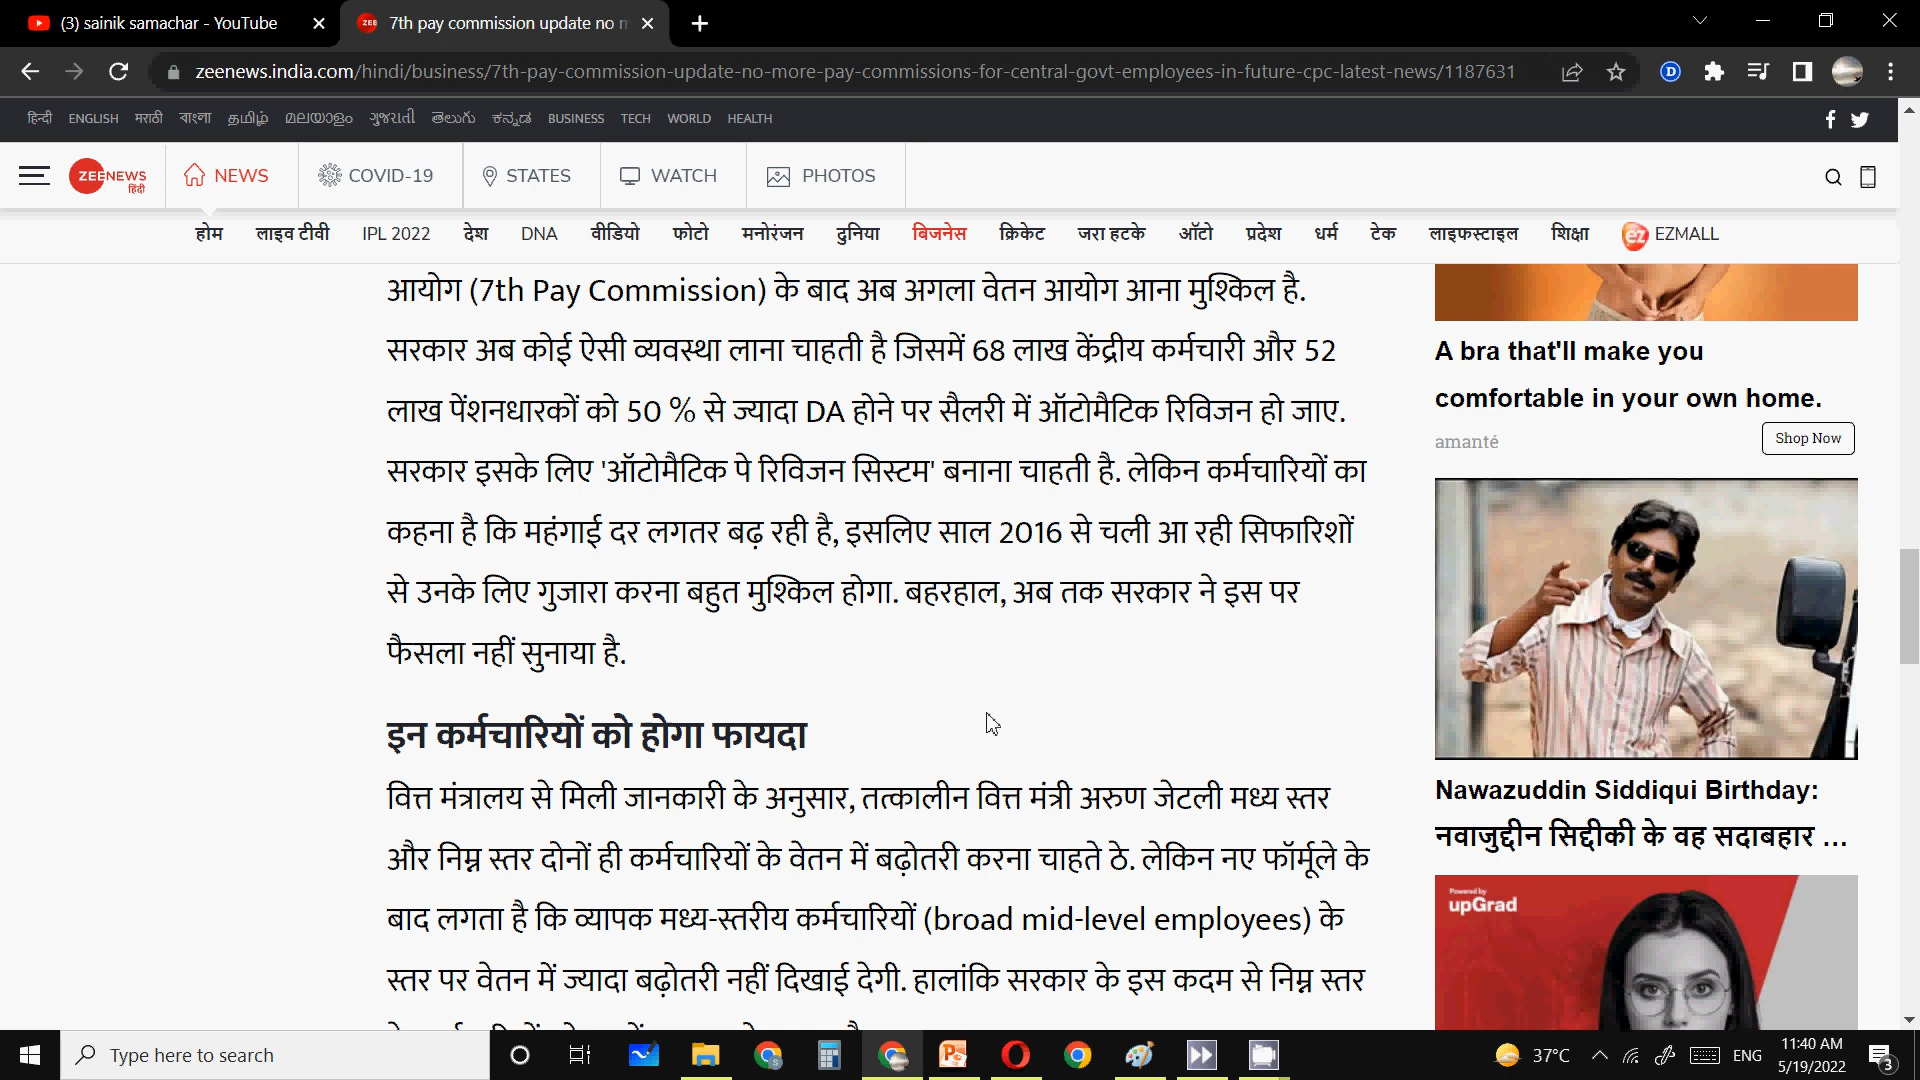 (3) sainik samachar - YouTube
7th pay commission update no m
zeenews.india.com/hindi/business/7th-pay-commission-update-no-more-pay-commissions-for-central-govt-employees-in-future-cpc-latest-news/1187631
हिन्दी ENGLISH मराठी বাংলা தமிழ் മലയാളം ગુજરાતી తెలుగు ಕನ್ನಡ BUSINESS TECH WORLD HEALTH
ZEENEWS हिंदी NEWS COVID-19 STATES WATCH PHOTOS
होम लाइव टीवी IPL 2022 देश DNA वीडियो फोटो मनोरंजन दुनिया बिजनेस क्रिकेट जरा हटके ऑटो प्रदेश धर्म टेक लाइफस्टाइल शिक्षा EZMALL
आयोग (7th Pay Commission) के बाद अब अगला वेतन आयोग आना मुश्किल है.
सरकार अब कोई ऐसी व्यवस्था लाना चाहती है जिसमें 68 लाख केंद्रीय कर्मचारी और 52
लाख पेंशनधारकों को 50 % से ज्यादा DA होने पर सैलरी में ऑटोमैटिक रिविजन हो जाए.
सरकार इसके लिए 'ऑटोमैटिक पे रिविजन सिस्टम' बनाना चाहती है. लेकिन कर्मचारियों का
कहना है कि महंगाई दर लगतर बढ़ रही है, इसलिए साल 2016 से चली आ रही सिफारिशों
से उनके लिए गुजारा करना बहुत मुश्किल होगा. बहरहाल, अब तक सरकार ने इस पर
फैसला नहीं सुनाया है.
इन कर्मचारियों को होगा फायदा
वित्त मंत्रालय से मिली जानकारी के अनुसार, तत्कालीन वित्त मंत्री अरुण जेटली मध्य स्तर
और निम्न स्तर दोनों ही कर्मचारियों के वेतन में बढ़ोतरी करना चाहते ठे. लेकिन नए फॉर्मूले के
बाद लगता है कि व्यापक मध्य-स्तरीय कर्मचारियों (broad mid-level employees) के
स्तर पर वेतन में ज्यादा बढ़ोतरी नहीं दिखाई देगी. हालांकि सरकार के इस कदम से निम्न स्तर
A bra that'll make you
comfortable in your own home.
amanté
Shop Now
Nawazuddin Siddiqui Birthday:
नवाजुद्दीन सिद्दीकी के वह सदाबहार ...
Powered by
upGrad
Type here to search
37°C
ENG
11:40 AM
5/19/2022
3